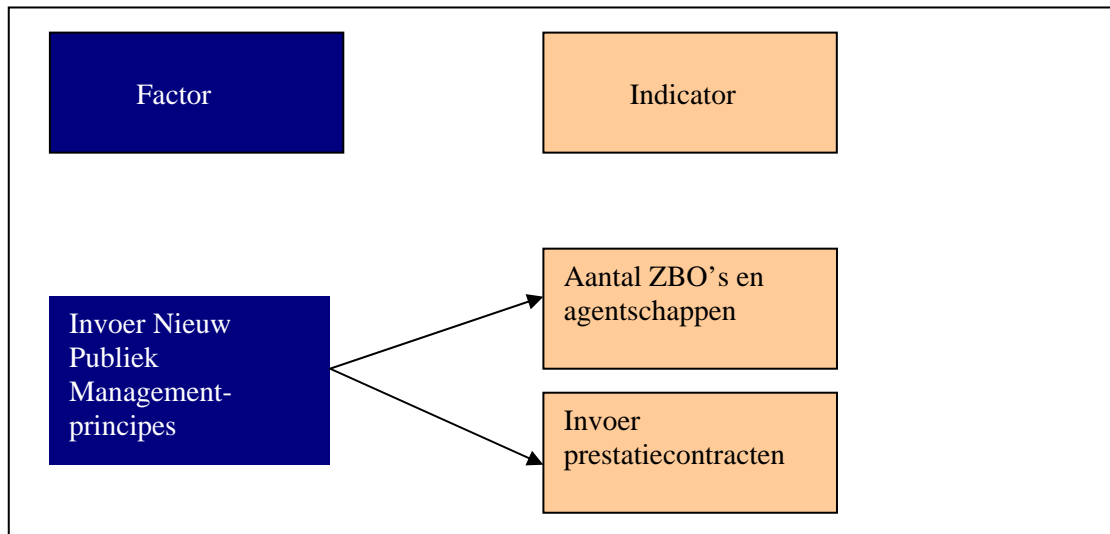 Factor
Indicator
Invoer Nieuw
Publiek
Management-
principes
Aantal ZBO’s en
agentschappen
Invoer
prestatiecontracten